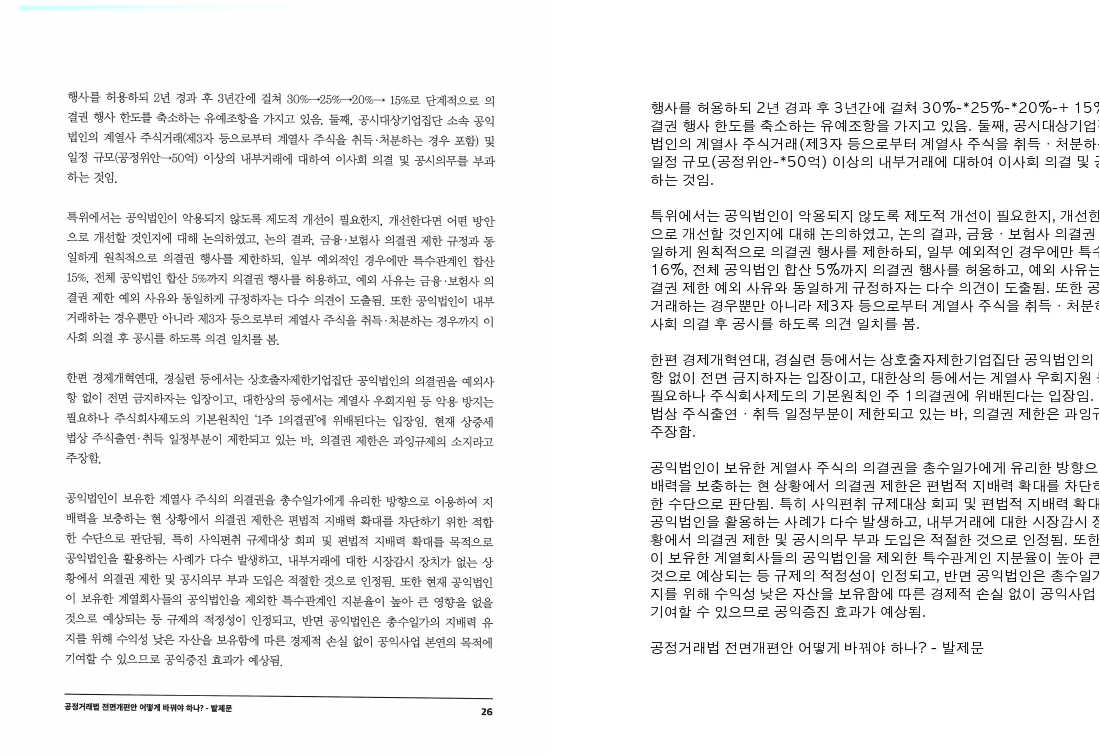 행사를 허용하되 2년 경과 후 3년간에 걸쳐 30%→25%→20%→ 15%로 단계적으로 의
결권 행사 한도를 축소하는 유예조항을 가지고 있음. 둘째, 공시대상기업집단 소속 공익
법인의 계열사 주식거래(제3자 등으로부터 계열사 주식을 취득·처분하는 경우 포함) 및
일정 규모(공정위안→50억) 이상의 내부거래에 대하여 이사회 의결 및 공시의무를 부과
하는 것임.
특위에서는 공익법인이 악용되지 않도록 제도적 개선이 필요한지, 개선한다면 어떤 방안
으로 개선할 것인지에 대해 논의하였고, 논의 결과, 금융·보험사 의결권 제한 규정과 동
일하게 원칙적으로 의결권 행사를 제한하되, 일부 예외적인 경우에만 특수관계인 합산
15%, 전체 공익법인 합산 5%까지 의결권 행사를 허용하고, 예외 사유는 금융·보험사 의
결권 제한 예외 사유와 동일하게 규정하자는 다수 의견이 도출됨. 또한 공익법인이 내부
거래하는 경우뿐만 아니라 제3자 등으로부터 계열사 주식을 취득·처분하는 경우까지 이
사회 의결 후 공시를 하도록 의견 일치를 봄.
한편 경제개혁연대, 경실련 등에서는 상호출자제한기업집단 공익법인의 의결권을 예외사
항 없이 전면 금지하자는 입장이고, 대한상의 등에서는 계열사 우회지원 등 악용 방지는
필요하나 주식회사제도의 기본원칙인 '1주 1의결권'에 위배된다는 입장임. 현재 상증세
법상 주식출연·취득 일정부분이 제한되고 있는 바, 의결권 제한은 과잉규제의 소지라고
주장함.
공익법인이 보유한 계열사 주식의 의결권을 총수일가에게 유리한 방향으로 이용하여 지
배력을 보충하는 현 상황에서 의결권 제한은 편법적 지배력 확대를 차단하기 위한 적합
한 수단으로 판단됨. 특히 사익편취 규제대상 회피 및 편법적 지배력 확대를 목적으로
공익법인을 활용하는 사례가 다수 발생하고, 내부거래에 대한 시장감시 장치가 없는 상
황에서 의결권 제한 및 공시의무 부과 도입은 적절한 것으로 인정됨. 또한 현재 공익법인
이 보유한 계열회사들의 공익법인을 제외한 특수관계인 지분율이 높아 큰 영향을 없을
것으로 예상되는 등 규제의 적정성이 인정되고, 반면 공익법인은 총수일가의 지배력 유
지를 위해 수익성 낮은 자산을 보유함에 따른 경제적 손실 없이 공익사업 본연의 목적에
기여할 수 있으므로 공익증진 효과가 예상됨.
공정거래법 전면개편안 어떻게 바꿔야 하나? - 발제문
26
행사를 허용하되 2년 경과 후 3년간에 걸쳐 30%-*25%-*20%-+ 15%
결권 행사 한도를 축소하는 유예조항을 가지고 있음. 둘째, 공시대상기업
법인의 계열사 주식거래(제3자 등으로부터 계열사 주식을 취득 · 처분하
일정 규모(공정위안-*50억) 이상의 내부거래에 대하여 이사회 의결 및
하는 것임.
특위에서는 공익법인이 악용되지 않도록 제도적 개선이 필요한지, 개선한
으로 개선할 것인지에 대해 논의하였고, 논의 결과, 금융 · 보험사 의결권
일하게 원칙적으로 의결권 행사를 제한하되, 일부 예외적인 경우에만 특수
16%, 전체 공익법인 합산 5%까지 의결권 행사를 허용하고, 예외 사유는
결권 제한 예외 사유와 동일하게 규정하자는 다수 의견이 도출됨. 또한 공
거래하는 경우뿐만 아니라 제3자 등으로부터 계열사 주식을 취득 · 처분
사회 의결 후 공시를 하도록 의견 일치를 봄.
한편 경제개혁연대, 경실련 등에서는 상호출자제한기업집단 공익법인의
항 없이 전면 금지하자는 입장이고, 대한상의 등에서는 계열사 우회지원
필요하나 주식회사제도의 기본원칙인 주 1의결권에 위배된다는 입장임.
법상 주식출연 · 취득 일정부분이 제한되고 있는 바, 의결권 제한은 과잉
주장함.
공익법인이 보유한 계열사 주식의 의결권을 총수일가에게 유리한 방향으
배력을 보충하는 현 상황에서 의결권 제한은 편법적 지배력 확대를 차단
한 수단으로 판단됨. 특히 사익편취 규제대상 회피 및 편법적 지배력 확대
공익법인을 활용하는 사례가 다수 발생하고, 내부거래에 대한 시장감시
황에서 의결권 제한 및 공시의무 부과 도입은 적절한 것으로 인정됨. 또한
이 보유한 계열회사들의 공익법인을 제외한 특수관계인 지분율이 높아 큰
것으로 예상되는 등 규제의 적정성이 인정되고, 반면 공익법인은 총수일가
지를 위해 수익성 낮은 자산을 보유함에 따른 경제적 손실 없이 공익사업
기여할 수 있으므로 공익증진 효과가 예상됨.
공정거래법 전면개편안 어떻게 바꿔야 하나? - 발제문